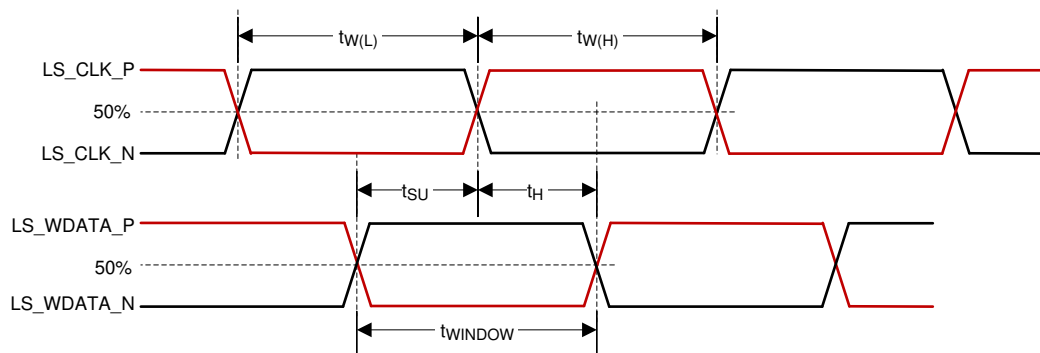 tW(L) tW(H)
LS_CLK_P
50%
LS_CLK_N
tSU tH
LS_WDATA_P
50%
LS_WDATA_N
tWINDOW